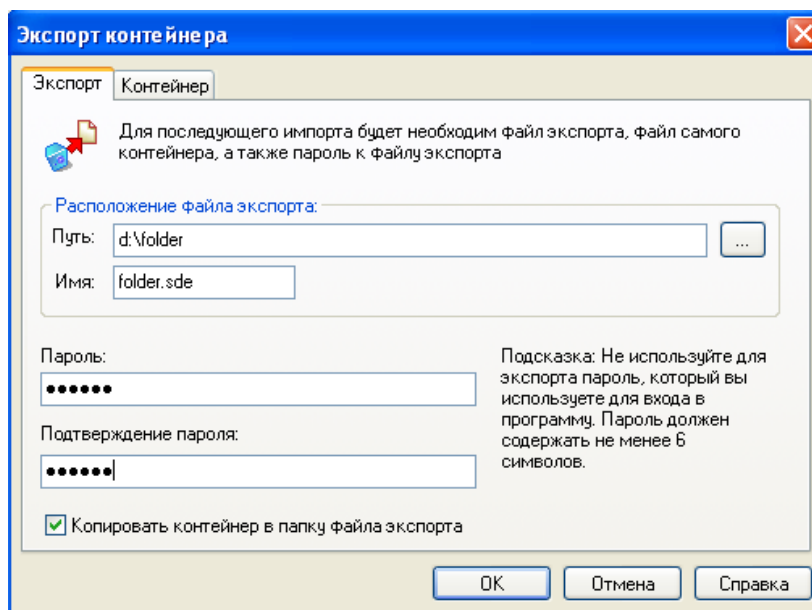 Экспорт контейнера
Экспорт
Контейнер
Для последующего импорта будет необходим файл экспорта, файл самого
контейнера, а также пароль к файлу экспорта
Расположение файла экспорта:
Путь:
d:\folder
...
Имя:
folder.sde
Пароль:
••••••
Подтверждение пароля:
••••••
Подсказка: Не используйте для
экспорта пароль, который вы
используете для входа в
программу. Пароль должен
содержать не менее 6
символов.
Копировать контейнер в папку файла экспорта
OK
Отмена
Справка